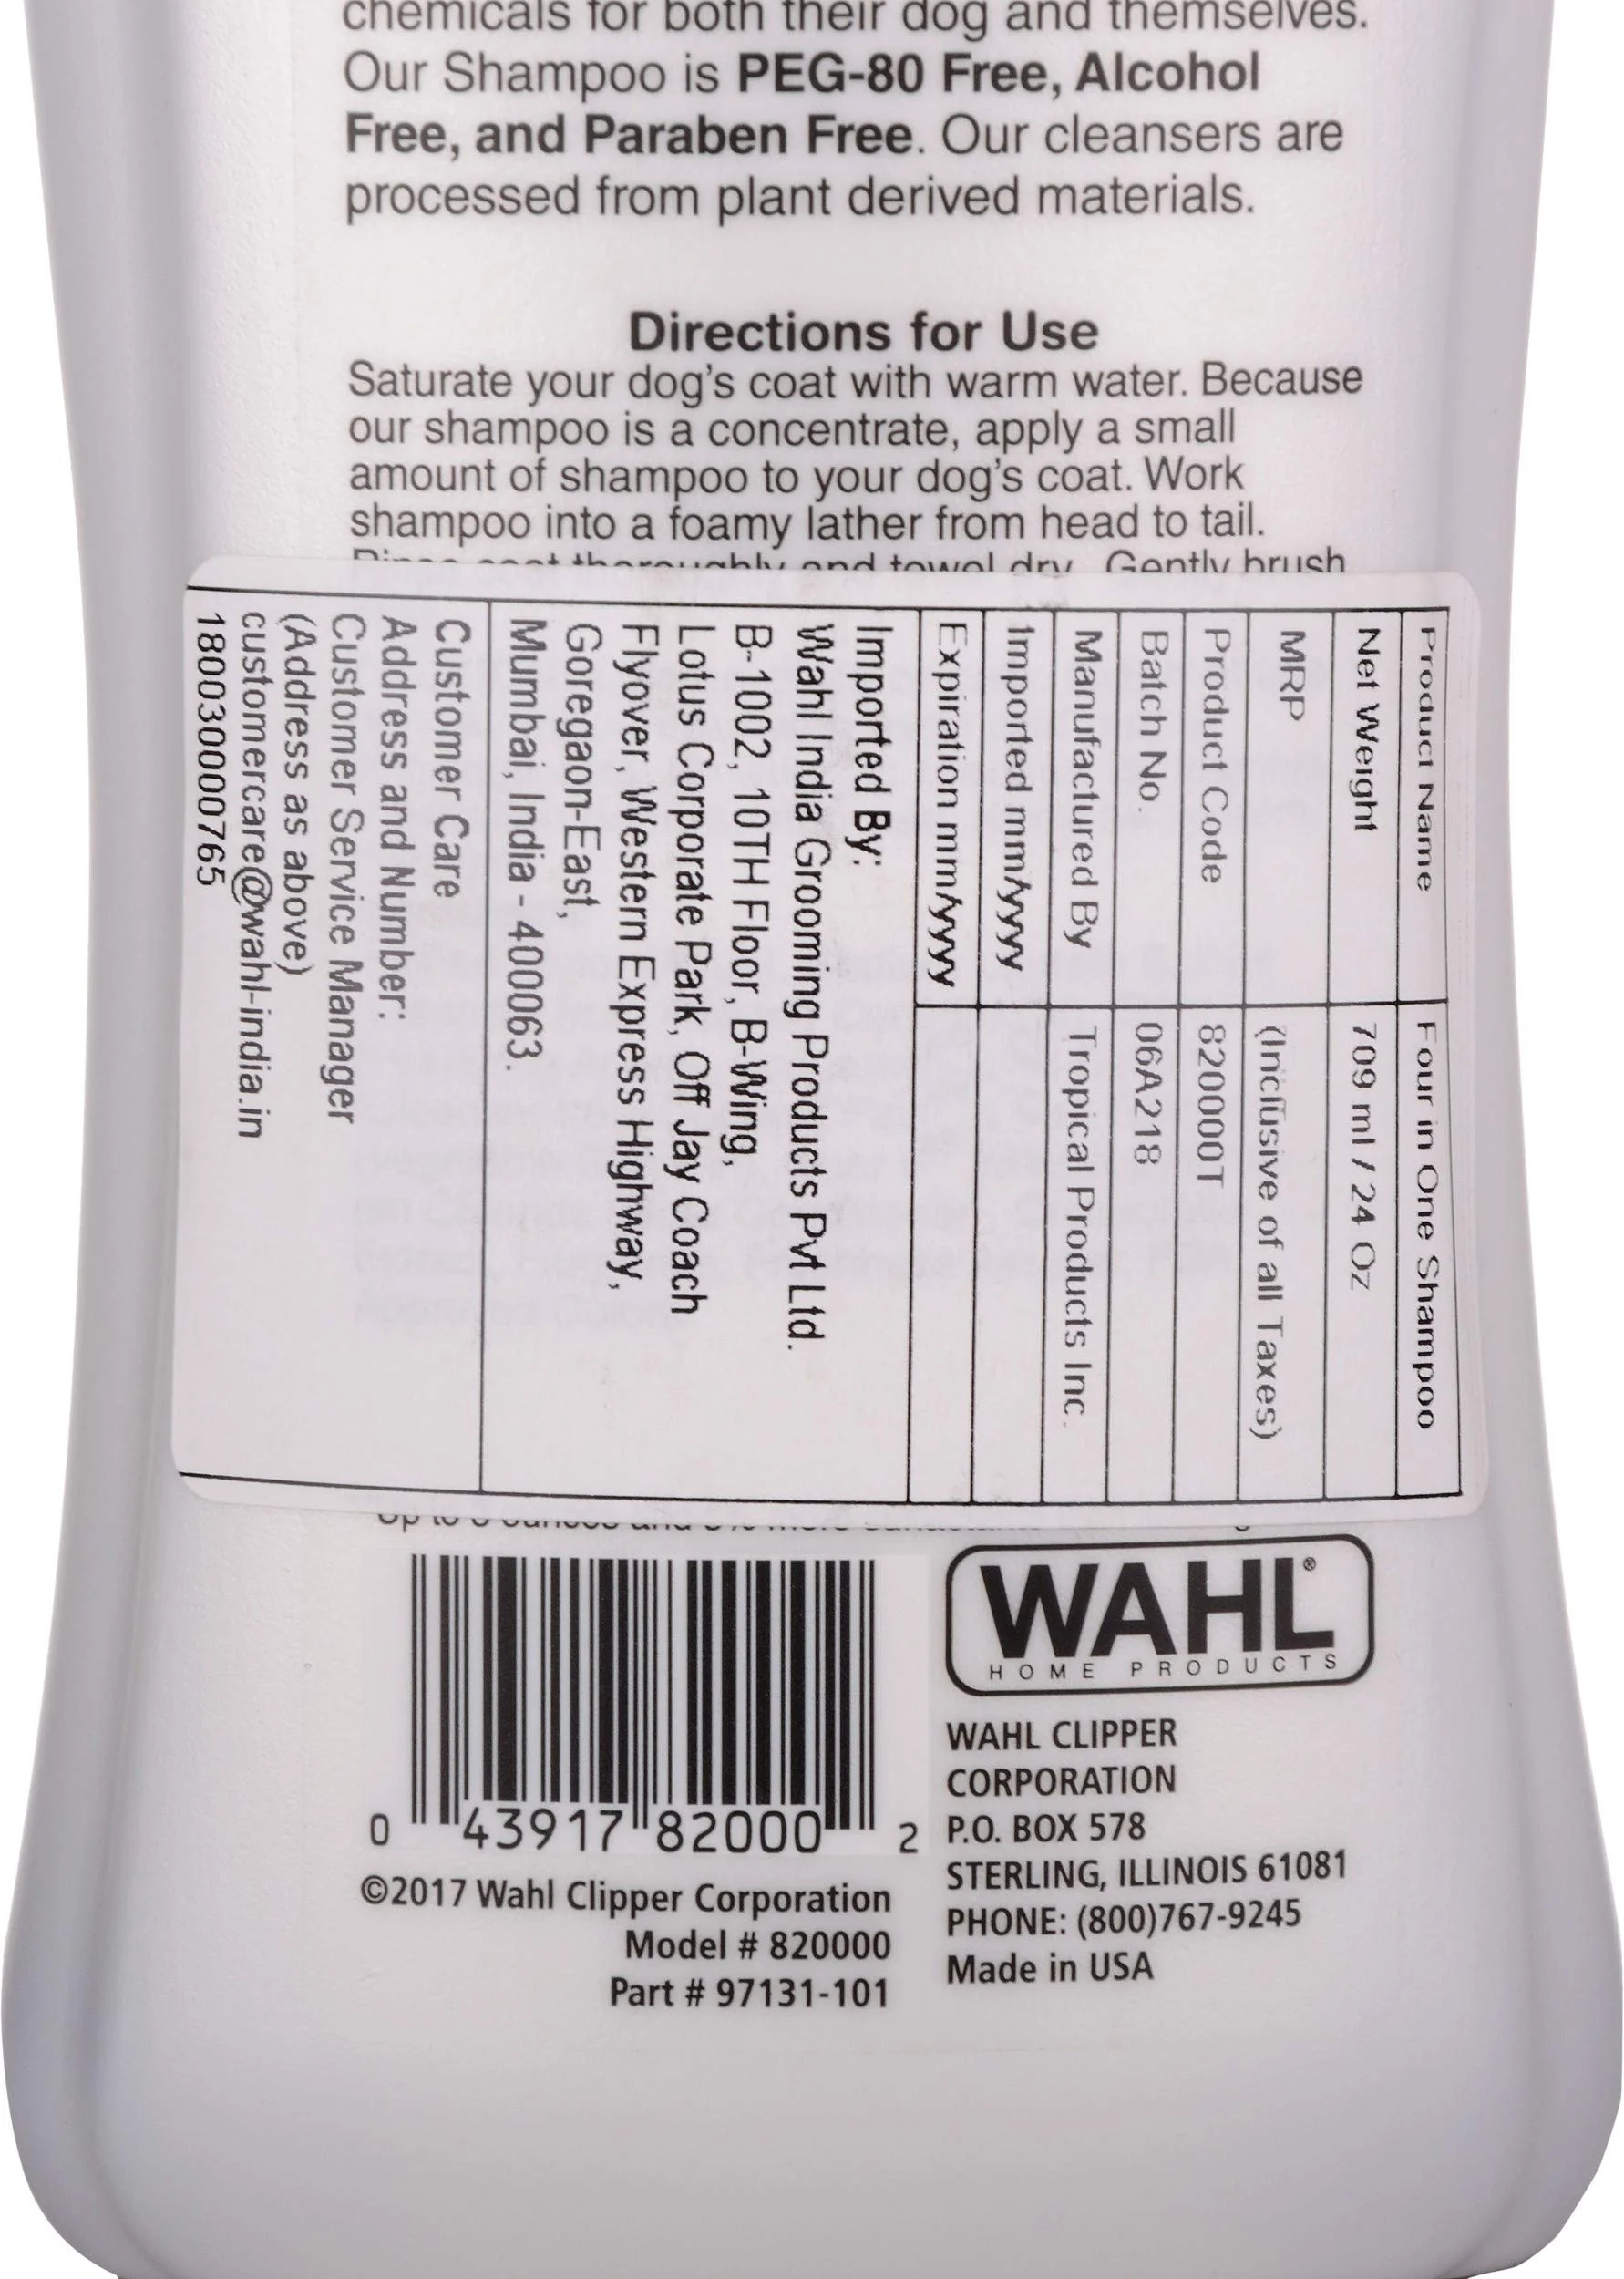 chemicals for both their dog and themselves.
Our Shampoo is PEG-80 Free, Alcohol
Free, and Paraben Free. Our cleansers are
processed from plant derived materials.
Directions for Use
Saturate your dog's coat with warm water. Because
our shampoo is a concentrate, apply a small
amount of shampoo to your dog's coat. Work
shampoo into a foamy lather from head to tail.
Rinse coat thoroughly and towel dry. Gently brush
Product Name Four in One Shampoo
Net Weight 709 ml / 24 Oz
MRP (Inclusive of all Taxes)
Product Code 820000T
Batch No. 06A218
Manufactured By Tropical Products Inc.
Imported mm/yyyy
Expiration mm/yyyy
Imported By:
Wahl India Grooming Products Pvt Ltd.
B-1002, 10TH Floor, B-Wing,
Lotus Corporate Park, Off Jay Coach
Flyover, Western Express Highway,
Goregaon-East,
Mumbai, India - 400063.
Customer Care
Address and Number:
Customer Service Manager
(Address as above)
customercare@wahl-india.in
18003000765
WAHL®
HOME PRODUCTS
WAHL CLIPPER
CORPORATION
P.O. BOX 578
STERLING, ILLINOIS 61081
PHONE: (800)767-9245
Made in USA
0 43917 82000 2
©2017 Wahl Clipper Corporation
Model # 820000
Part # 97131-101